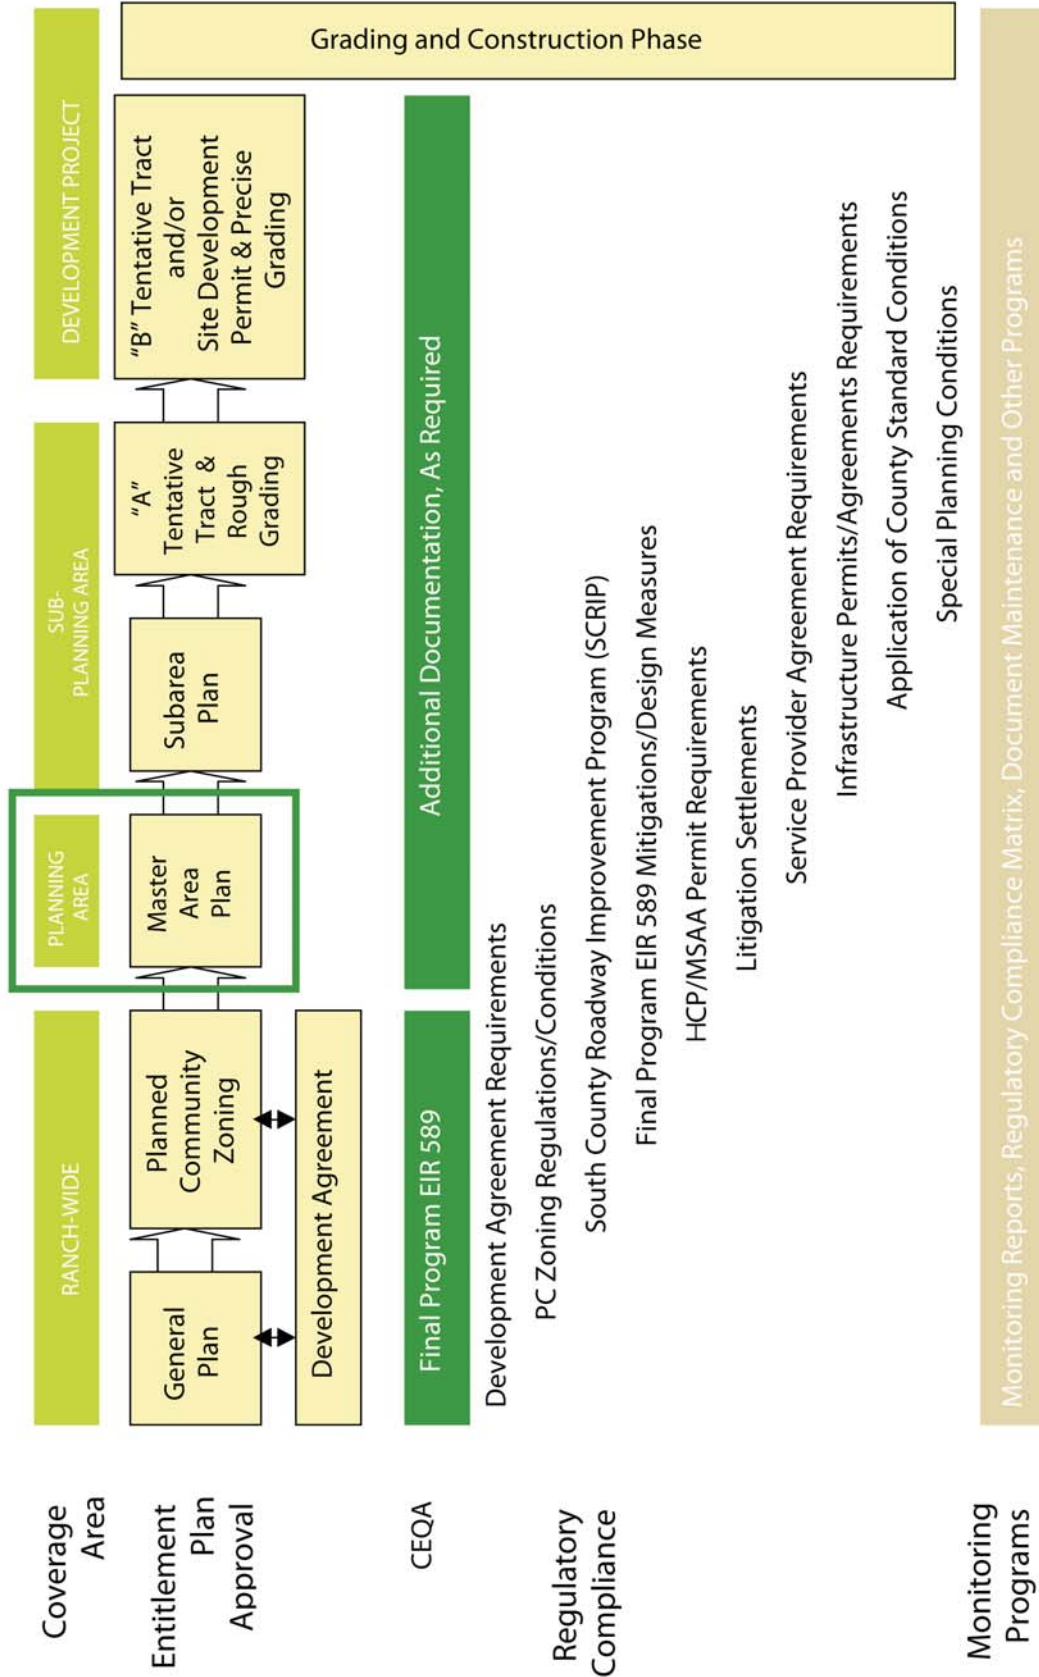 Coverage
Area
RANCH-WIDE
PLANNING
AREA
SUB-
PLANNING AREA
DEVELOPMENT PROJECT
Entitlement
Plan
Approval
General
Plan
Planned
Community
Zoning
Master
Area
Plan
Subarea
Plan
"A"
Tentative
Tract &
Rough
Grading
"B" Tentative Tract
and/or
Site Development
Permit & Precise
Grading
Development Agreement
Grading and Construction Phase
CEQA
Final Program EIR 589
Additional Documentation, As Required
Regulatory
Compliance
Development Agreement Requirements
PC Zoning Regulations/Conditions
South County Roadway Improvement Program (SCRIP)
Final Program EIR 589 Mitigations/Design Measures
HCP/MSAA Permit Requirements
Litigation Settlements
Service Provider Agreement Requirements
Infrastructure Permits/Agreements Requirements
Application of County Standard Conditions
Special Planning Conditions
Monitoring
Programs
Monitoring Reports, Regulatory Compliance Matrix, Document Maintenance and Other Programs